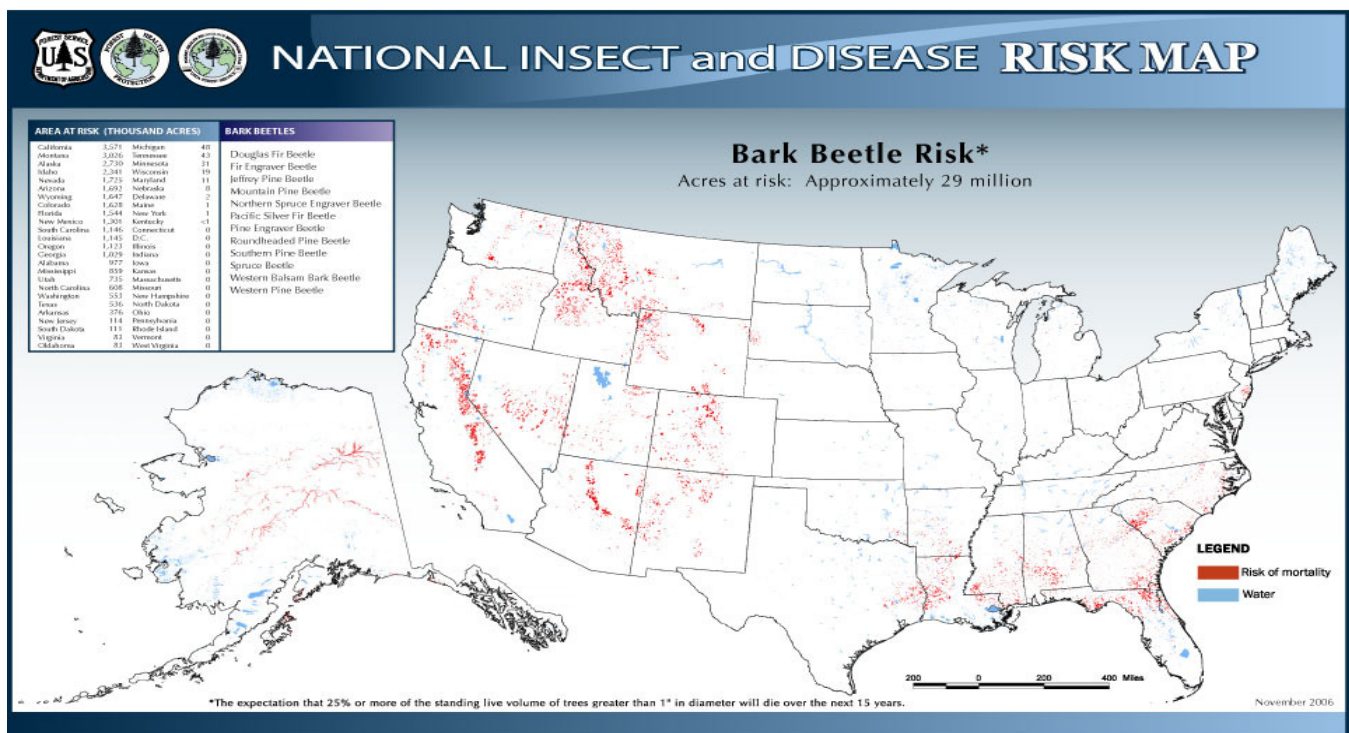 FOREST SERVICE
U S
DEPARTMENT OF AGRICULTURE
FOREST HEALTH
PROTECTION
NATIONAL INSECT and DISEASE RISK MAP
AREA AT RISK (THOUSAND ACRES)
California 3,571 Michigan 48
Montana 3,026 Tennessee 43
Alaska 2,730 Minnesota 31
Idaho 2,341 Wisconsin 19
Nevada 1,725 Maryland 11
Arizona 1,692 Nebraska 8
Wyoming 1,647 Delaware 2
Colorado 1,628 Maine 1
Florida 1,544 New York 1
New Mexico 1,301 Kentucky <1
South Carolina 1,146 Connecticut 0
Louisiana 1,145 D.C. 0
Oregon 1,123 Illinois 0
Georgia 1,029 Indiana 0
Alabama 977 Iowa 0
Mississippi 859 Kansas 0
Utah 735 Massachusetts 0
North Carolina 608 Missouri 0
Washington 553 New Hampshire 0
Texas 536 North Dakota 0
Arkansas 376 Ohio 0
New Jersey 114 Pennsylvania 0
South Dakota 111 Rhode Island 0
Virginia 83 Vermont 0
Oklahoma 83 West Virginia 0
BARK BEETLES
Douglas Fir Beetle
Fir Engraver Beetle
Jeffrey Pine Beetle
Mountain Pine Beetle
Northern Spruce Engraver Beetle
Pacific Silver Fir Beetle
Pine Engraver Beetle
Roundheaded Pine Beetle
Southern Pine Beetle
Spruce Beetle
Western Balsam Bark Beetle
Western Pine Beetle
Bark Beetle Risk*
Acres at risk: Approximately 29 million
LEGEND
Risk of mortality
Water
200 0 200 400 Miles
*The expectation that 25% or more of the standing live volume of trees greater than 1" in diameter will die over the next 15 years.
November 2006